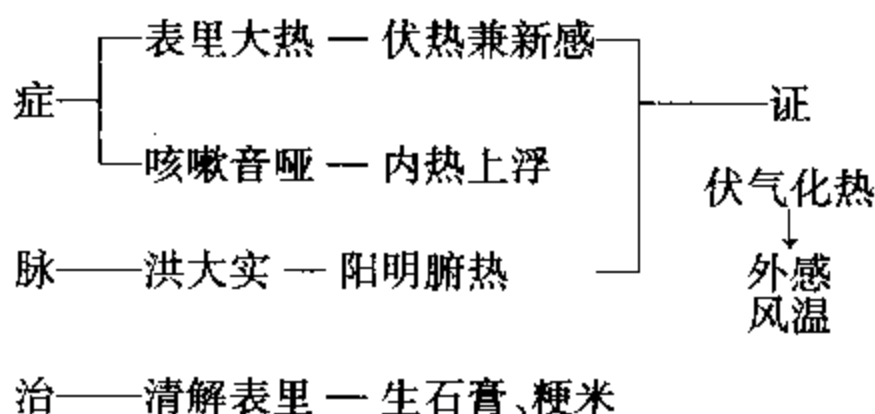 表里大热 — 伏热兼新感
症
证
咳嗽音哑 — 内热上浮
伏气化热
脉——洪大实 — 阳明腑热
外感
风温
治——清解表里 — 生石膏、粳米